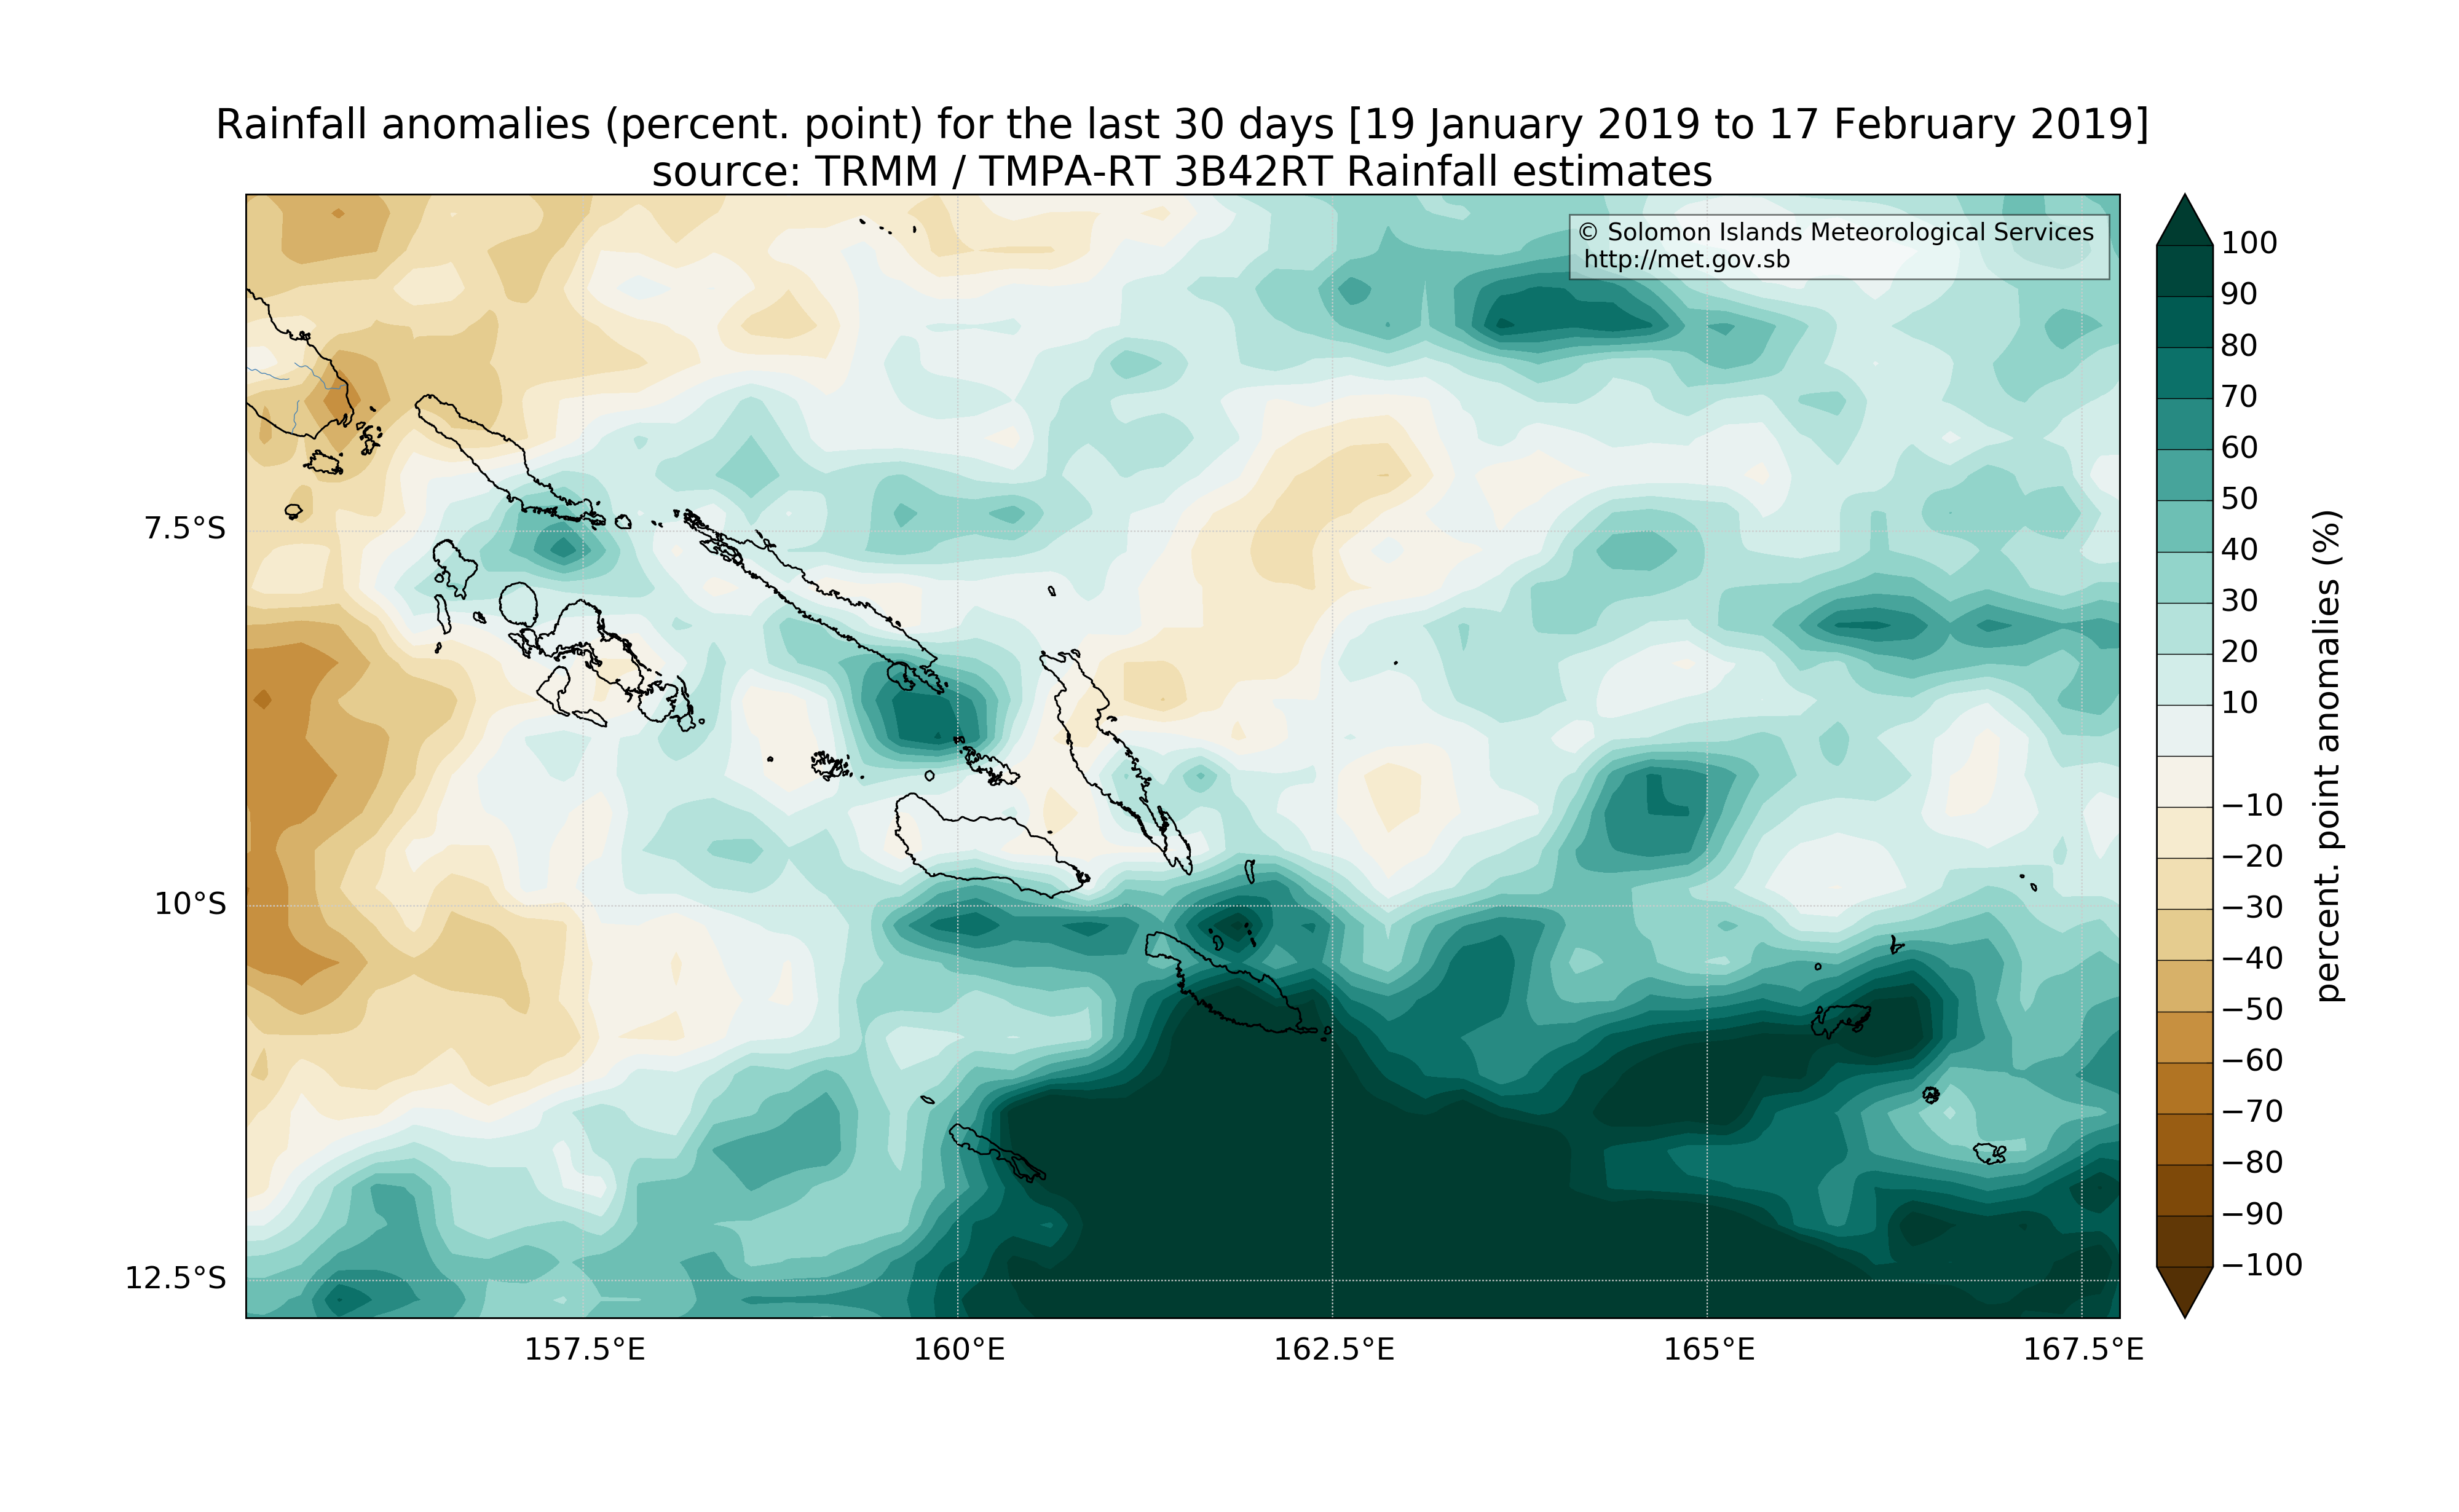 Rainfall anomalies (percent. point) for the last 30 days [19 January 2019 to 17 February 2019]
source: TRMM / TMPA-RT 3B42RT Rainfall estimates
© Solomon Islands Meteorological Services
http://met.gov.sb
7.5°S
10°S
12.5°S
157.5°E
160°E
162.5°E
165°E
167.5°E
100
90
80
70
60
50
40
30
20
10
−10
−20
−30
−40
−50
−60
−70
−80
−90
−100
percent. point anomalies (%)